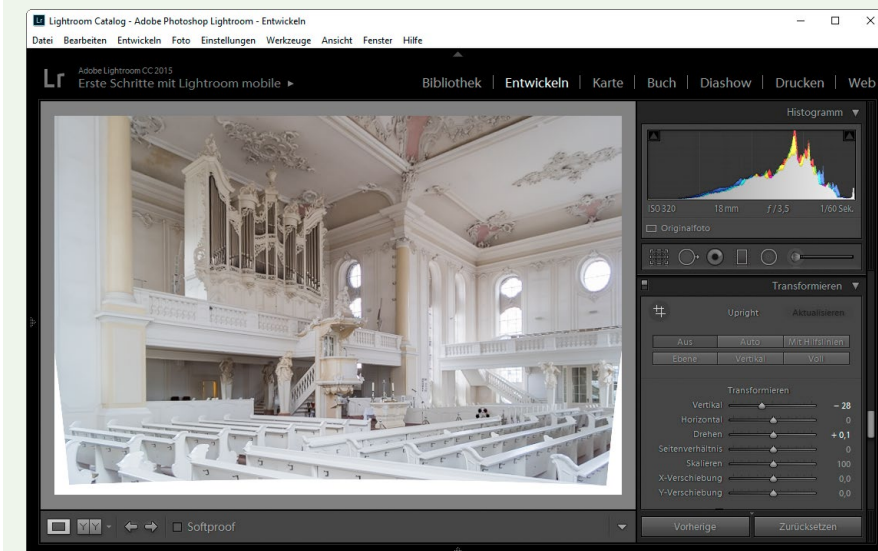 Lightroom Catalog - Adobe Photoshop Lightroom - Entwickeln
Datei Bearbeiten Entwickeln Foto Einstellungen Werkzeuge Ansicht Fenster Hilfe
Lr
Adobe Lightroom CC 2015
Erste Schritte mit Lightroom mobile
Bibliothek | Entwickeln | Karte | Buch | Diashow | Drucken | Web
Histogramm
ISO 320 18 mm f / 3,5 1/60 Sek.
Originalfoto
Transformieren
Upright Aktualisieren
Aus Auto Mit Hilfslinien
Ebene Vertikal Voll
Transformieren
Vertikal − 28
Horizontal 0
Drehen + 0,1
Seitenverhältnis 0
Skalieren 100
X-Verschiebung 0,0
Y-Verschiebung 0,0
YY Softproof
Vorherige Zurücksetzen